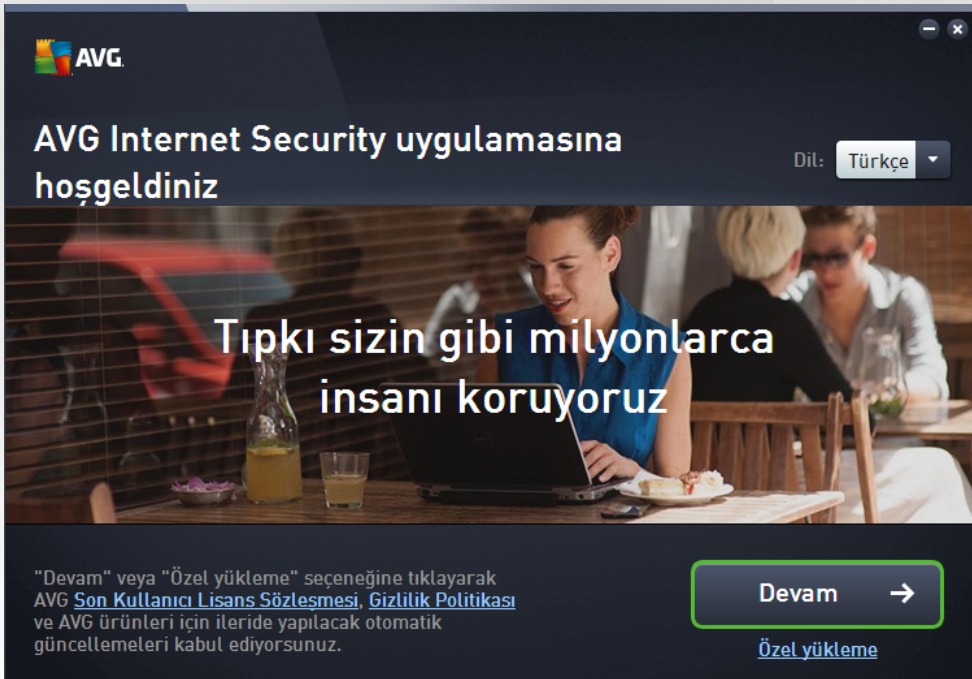 AVG.
AVG Internet Security uygulamasına
hoşgeldiniz
Dil: Türkçe
Tıpkı sizin gibi milyonlarca
insanı koruyoruz
"Devam" veya "Özel yükleme" seçeneğine tıklayarak
AVG Son Kullanıcı Lisans Sözleşmesi, Gizlilik Politikası
ve AVG ürünleri için ileride yapılacak otomatik
güncellemeleri kabul ediyorsunuz.
Devam
Özel yükleme